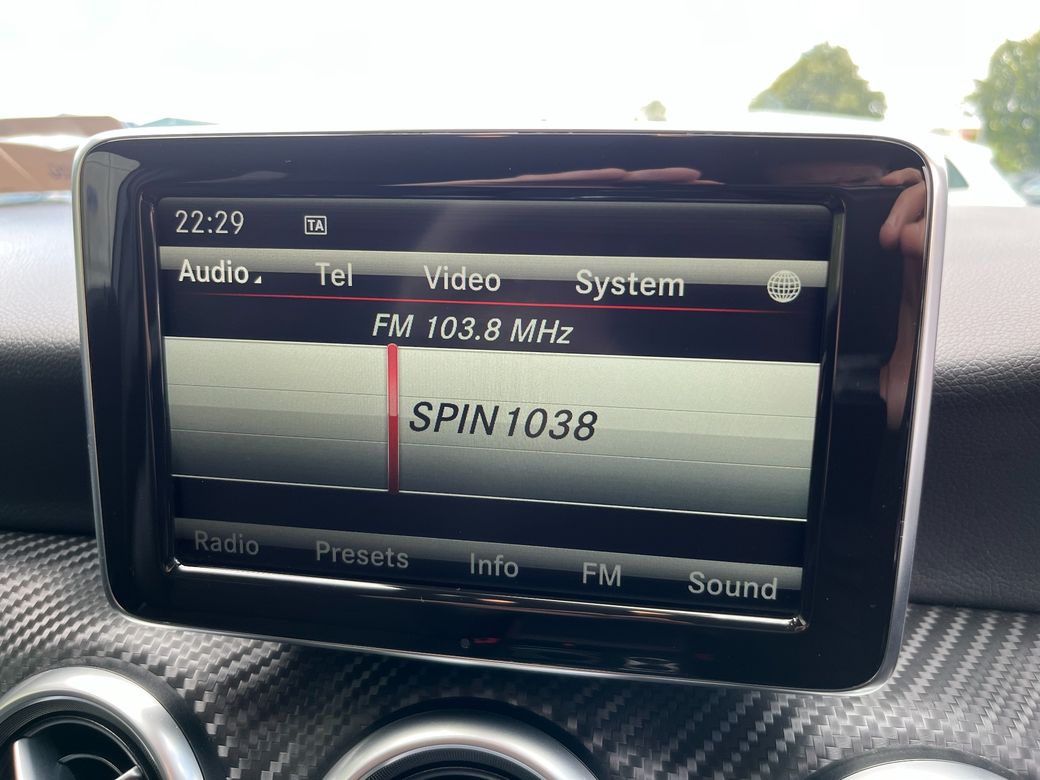 22:29 TA
Audio Tel Video System
FM 103.8 MHz
SPIN1038
Radio Presets Info FM Sound